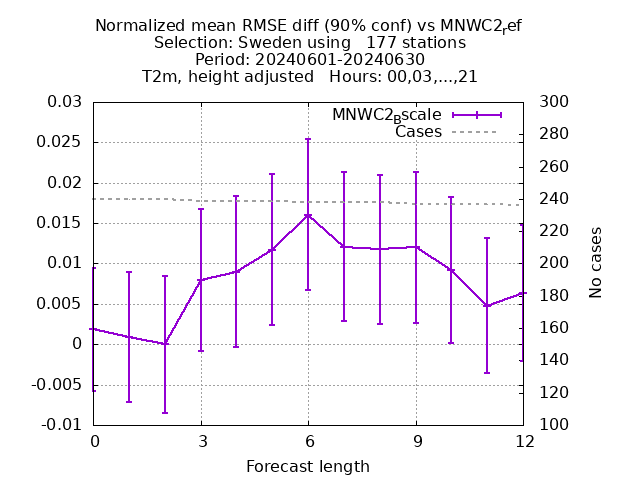 Normalized mean RMSE diff (90% conf) vs MNWC2ref
Selection: Sweden using 177 stations
Period: 20240601-20240630
T2m, height adjusted Hours: 00,03,...,21
MNWC2Bscale
Cases
0.03
0.025
0.02
0.015
0.01
0.005
0
-0.005
-0.01
300
280
260
240
220
200
180
160
140
120
100
No cases
0 3 6 9 12
Forecast length